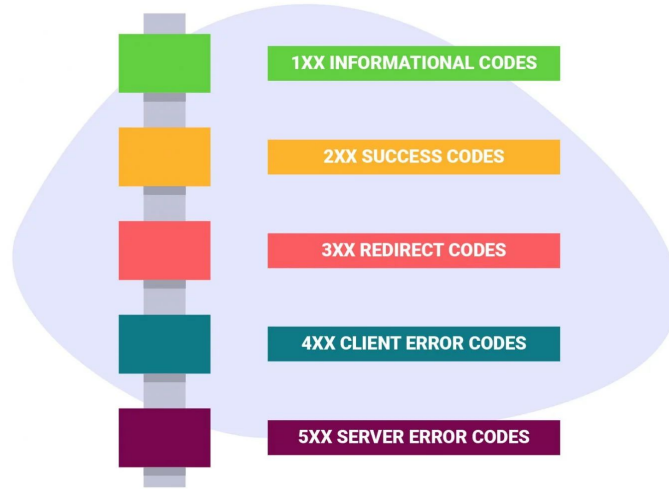 1XX INFORMATIONAL CODES
2XX SUCCESS CODES
3XX REDIRECT CODES
4XX CLIENT ERROR CODES
5XX SERVER ERROR CODES